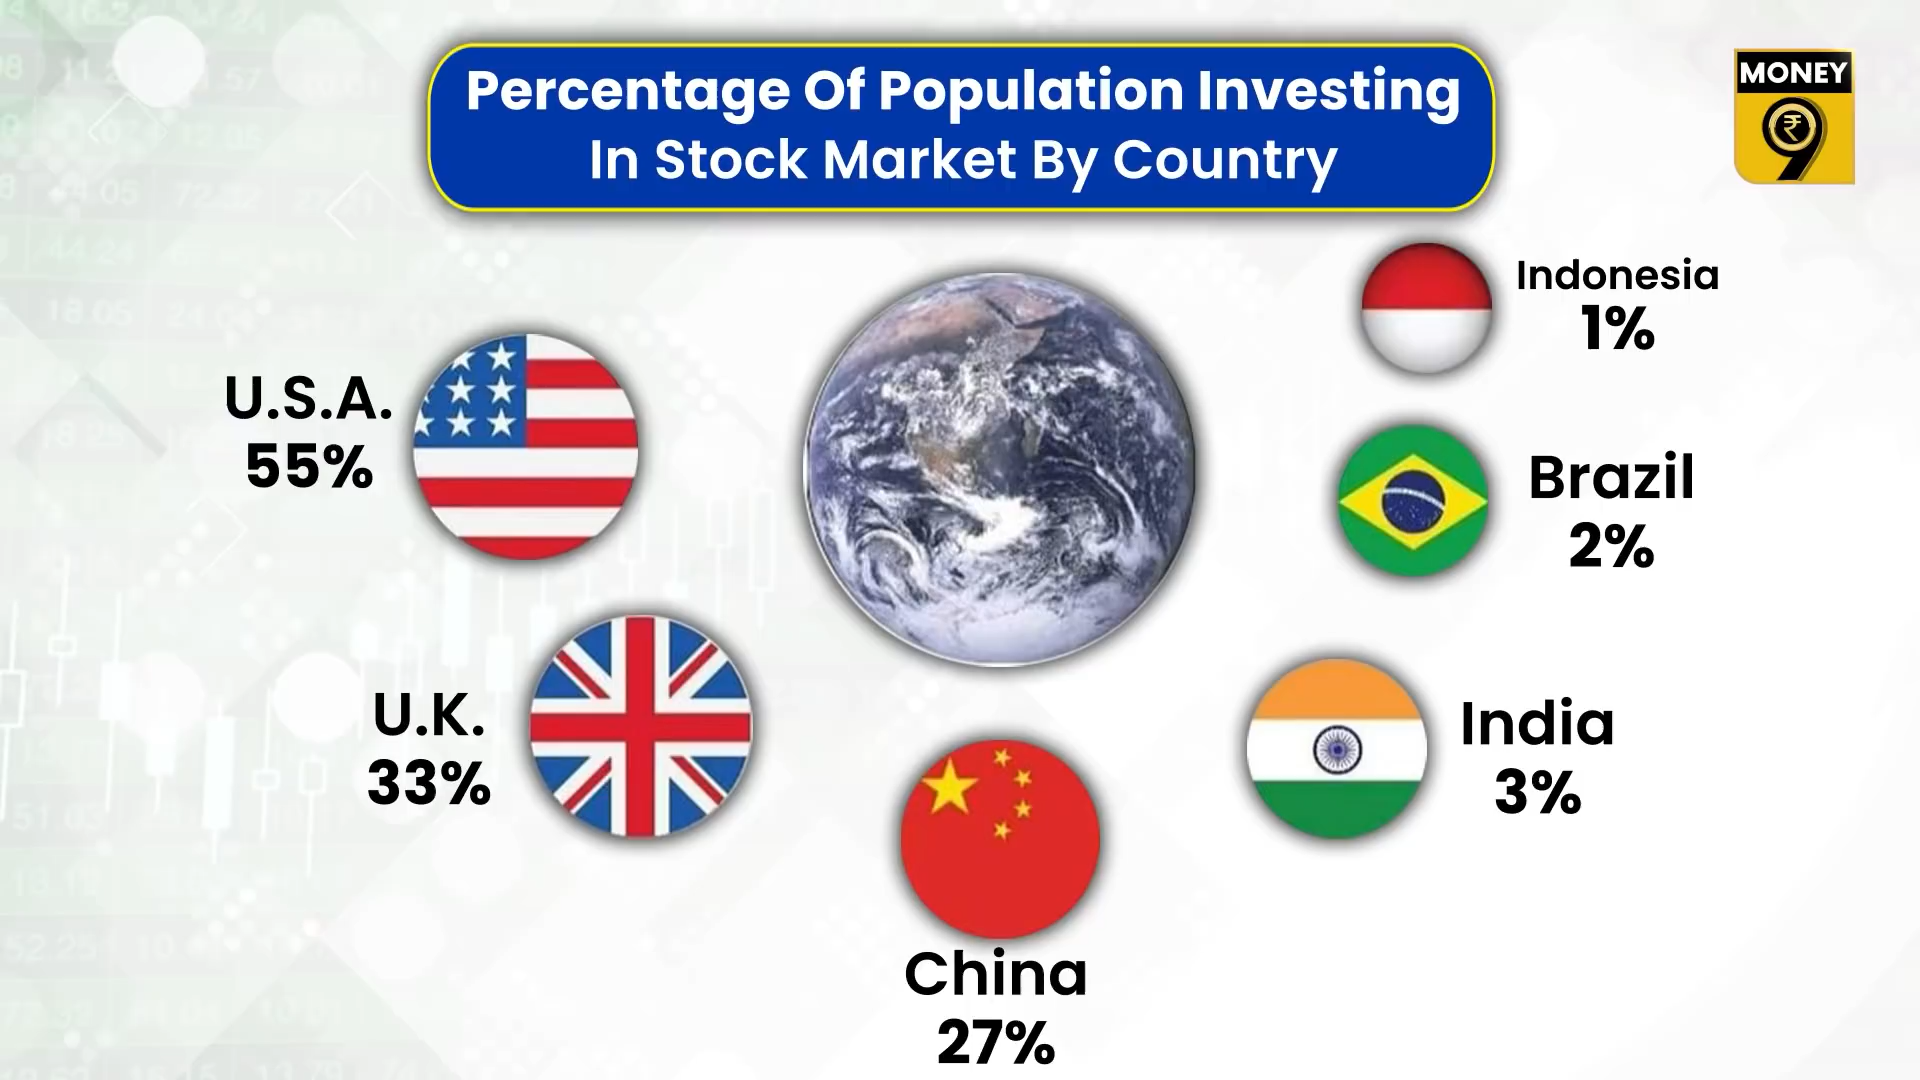 Percentage Of Population Investing
In Stock Market By Country
MONEY
9
Indonesia
1%
U.S.A.
55%
Brazil
2%
U.K.
33%
India
3%
China
27%